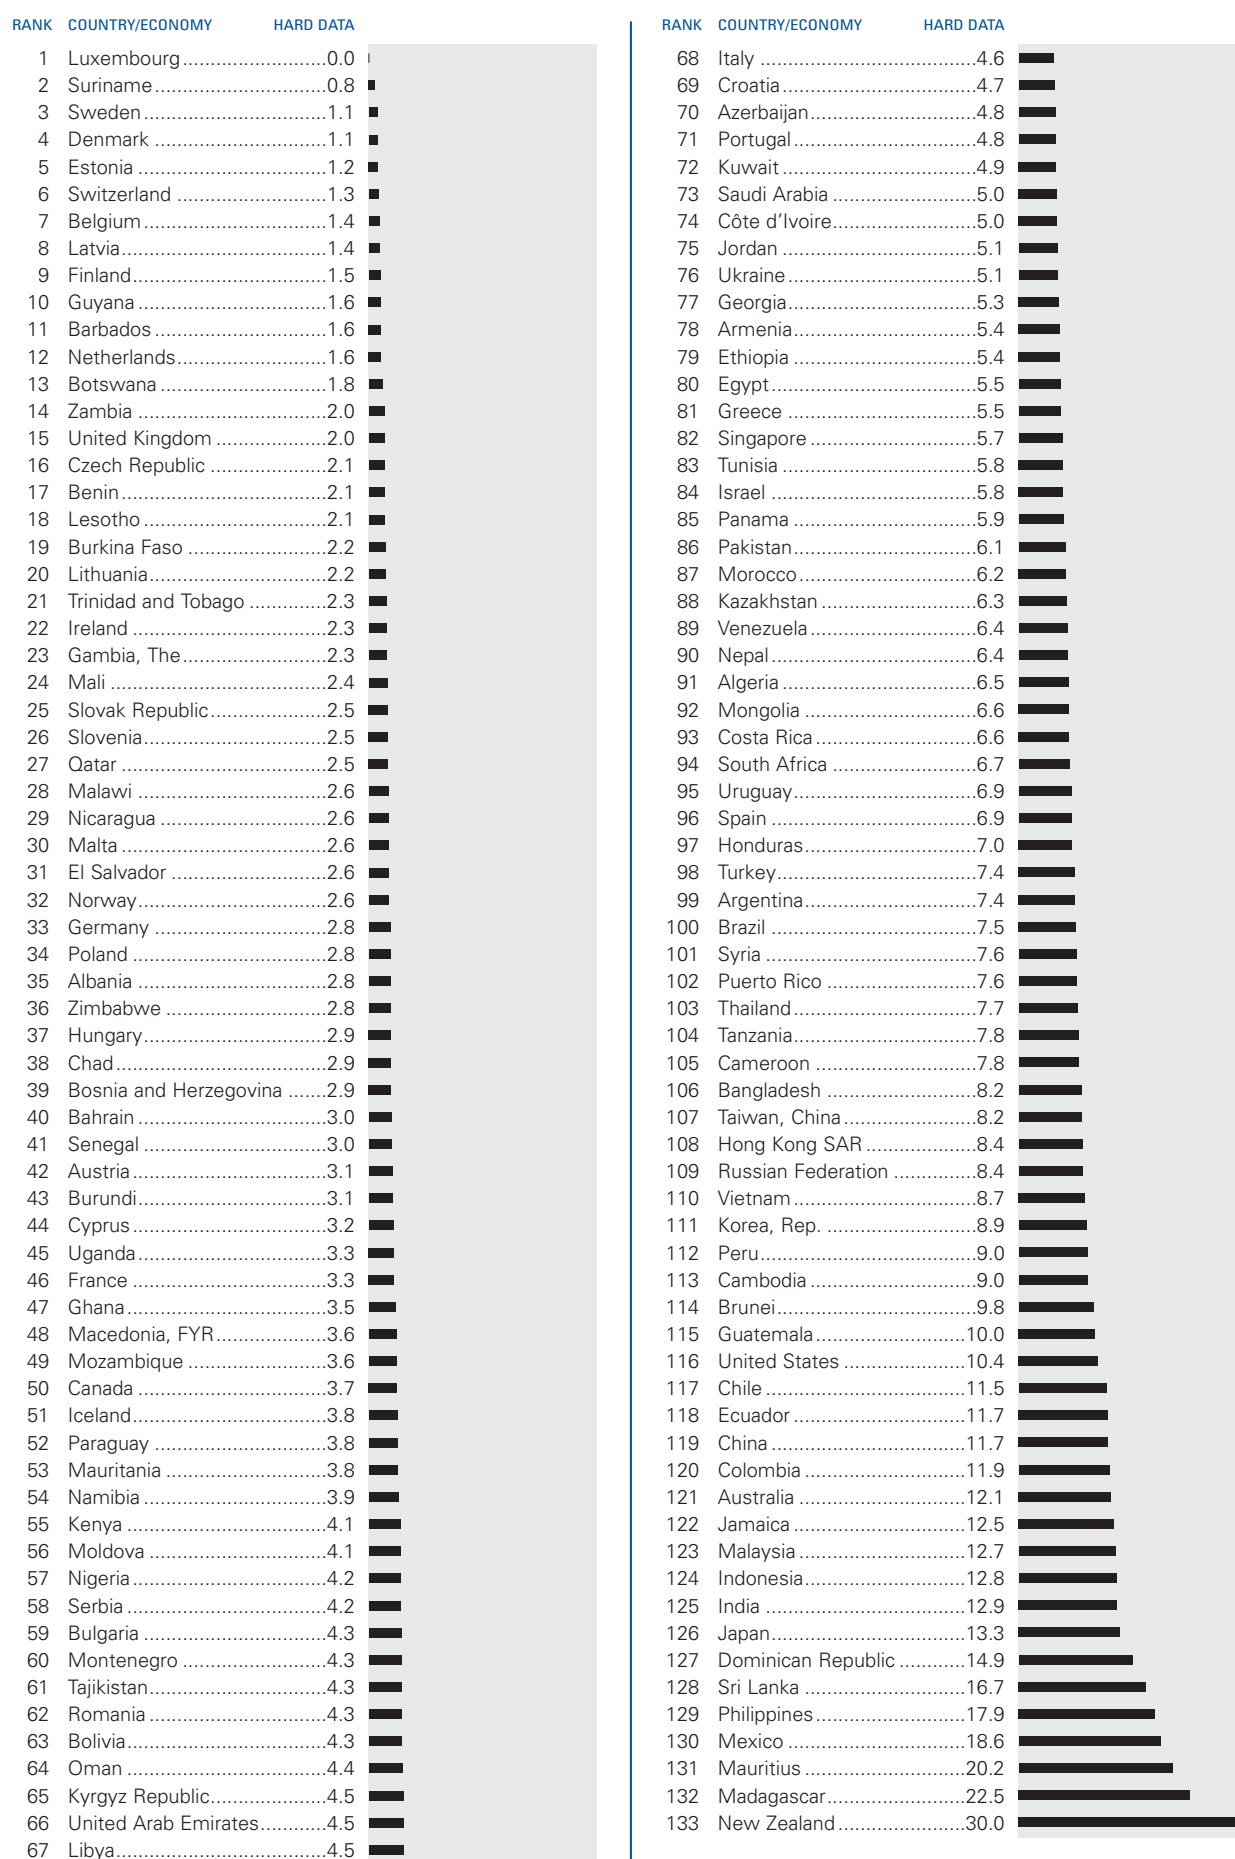 RANK COUNTRY/ECONOMY HARD DATA
1 Luxembourg..........................0.0
2 Suriname...............................0.8
3 Sweden.................................1.1
4 Denmark ...............................1.1
5 Estonia ..................................1.2
6 Switzerland ...........................1.3
7 Belgium.................................1.4
8 Latvia.....................................1.4
9 Finland...................................1.5
10 Guyana ..................................1.6
11 Barbados ...............................1.6
12 Netherlands...........................1.6
13 Botswana ..............................1.8
14 Zambia ..................................2.0
15 United Kingdom ....................2.0
16 Czech Republic .....................2.1
17 Benin.....................................2.1
18 Lesotho .................................2.1
19 Burkina Faso .........................2.2
20 Lithuania................................2.2
21 Trinidad and Tobago ..............2.3
22 Ireland ...................................2.3
23 Gambia, The..........................2.3
24 Mali .......................................2.4
25 Slovak Republic.....................2.5
26 Slovenia.................................2.5
27 Qatar .....................................2.5
28 Malawi ..................................2.6
29 Nicaragua ..............................2.6
30 Malta .....................................2.6
31 El Salvador ............................2.6
32 Norway..................................2.6
33 Germany ...............................2.8
34 Poland ...................................2.8
35 Albania ..................................2.8
36 Zimbabwe .............................2.8
37 Hungary.................................2.9
38 Chad......................................2.9
39 Bosnia and Herzegovina .......2.9
40 Bahrain ..................................3.0
41 Senegal .................................3.0
42 Austria...................................3.1
43 Burundi..................................3.1
44 Cyprus ...................................3.2
45 Uganda ..................................3.3
46 France ...................................3.3
47 Ghana ....................................3.5
48 Macedonia, FYR....................3.6
49 Mozambique .........................3.6
50 Canada ..................................3.7
51 Iceland...................................3.8
52 Paraguay ...............................3.8
53 Mauritania .............................3.8
54 Namibia .................................3.9
55 Kenya ....................................4.1
56 Moldova ................................4.1
57 Nigeria ...................................4.2
58 Serbia ....................................4.2
59 Bulgaria .................................4.3
60 Montenegro ..........................4.3
61 Tajikistan................................4.3
62 Romania ................................4.3
63 Bolivia....................................4.3
64 Oman ....................................4.4
65 Kyrgyz Republic.....................4.5
66 United Arab Emirates............4.5
67 Libya......................................4.5
RANK COUNTRY/ECONOMY HARD DATA
68 Italy .......................................4.6
69 Croatia...................................4.7
70 Azerbaijan..............................4.8
71 Portugal.................................4.8
72 Kuwait ...................................4.9
73 Saudi Arabia ..........................5.0
74 Côte d’Ivoire..........................5.0
75 Jordan ...................................5.1
76 Ukraine ..................................5.1
77 Georgia..................................5.3
78 Armenia.................................5.4
79 Ethiopia .................................5.4
80 Egypt .....................................5.5
81 Greece ..................................5.5
82 Singapore ..............................5.7
83 Tunisia ...................................5.8
84 Israel .....................................5.8
85 Panama .................................5.9
86 Pakistan.................................6.1
87 Morocco................................6.2
88 Kazakhstan ............................6.3
89 Venezuela..............................6.4
90 Nepal.....................................6.4
91 Algeria ...................................6.5
92 Mongolia ...............................6.6
93 Costa Rica .............................6.6
94 South Africa ..........................6.7
95 Uruguay.................................6.9
96 Spain .....................................6.9
97 Honduras...............................7.0
98 Turkey....................................7.4
99 Argentina...............................7.4
100 Brazil ......................................7.5
101 Syria ......................................7.6
102 Puerto Rico ...........................7.6
103 Thailand.................................7.7
104 Tanzania.................................7.8
105 Cameroon .............................7.8
106 Bangladesh ...........................8.2
107 Taiwan, China........................8.2
108 Hong Kong SAR ....................8.4
109 Russian Federation ...............8.4
110 Vietnam .................................8.7
111 Korea, Rep. ...........................8.9
112 Peru.......................................9.0
113 Cambodia ..............................9.0
114 Brunei....................................9.8
115 Guatemala...........................10.0
116 United States ......................10.4
117 Chile ....................................11.5
118 Ecuador ...............................11.7
119 China ...................................11.7
120 Colombia .............................11.9
121 Australia ..............................12.1
122 Jamaica ...............................12.5
123 Malaysia ..............................12.7
124 Indonesia.............................12.8
125 India ....................................12.9
126 Japan...................................13.3
127 Dominican Republic ............14.9
128 Sri Lanka .............................16.7
129 Philippines...........................17.9
130 Mexico ................................18.6
131 Mauritius .............................20.2
132 Madagascar.........................22.5
133 New Zealand .......................30.0